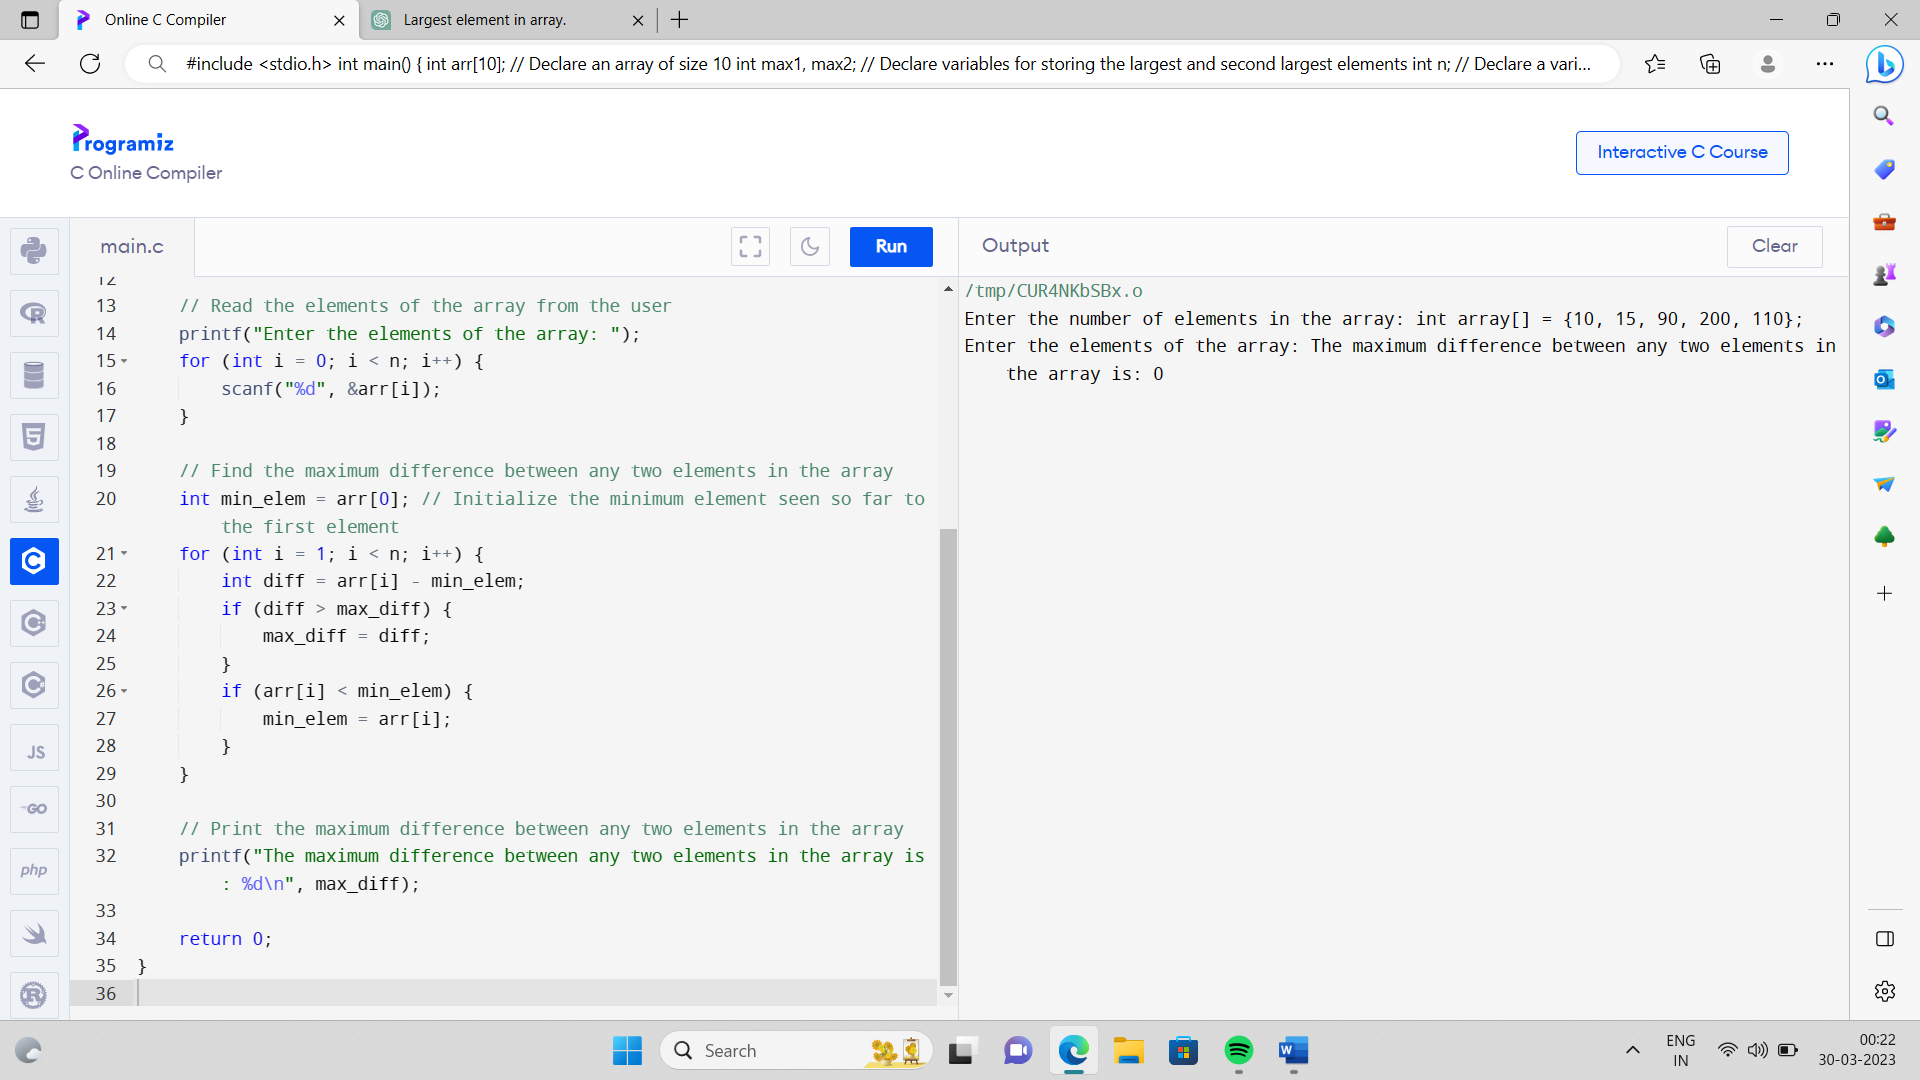 Online C Compiler
Largest element in array.
#include <stdio.h> int main() { int arr[10]; // Declare an array of size 10 int max1, max2; // Declare variables for storing the largest and second largest elements int n; // Declare a vari...
Programiz
C Online Compiler
Interactive C Course
main.c
Run
Output
Clear
12
13 // Read the elements of the array from the user
14 printf("Enter the elements of the array: ");
15 for (int i = 0; i < n; i++) {
16 scanf("%d", &arr[i]);
17 }
18
19 // Find the maximum difference between any two elements in the array
20 int min_elem = arr[0]; // Initialize the minimum element seen so far to
the first element
21 for (int i = 1; i < n; i++) {
22 int diff = arr[i] - min_elem;
23 if (diff > max_diff) {
24 max_diff = diff;
25 }
26 if (arr[i] < min_elem) {
27 min_elem = arr[i];
28 }
29 }
30
31 // Print the maximum difference between any two elements in the array
32 printf("The maximum difference between any two elements in the array is
: %d\n", max_diff);
33
34 return 0;
35 }
36
/tmp/CUR4NKbSBx.o
Enter the number of elements in the array: int array[] = {10, 15, 90, 200, 110};
Enter the elements of the array: The maximum difference between any two elements in
the array is: 0
JS
GO
php
Search
ENG
IN
00:22
30-03-2023